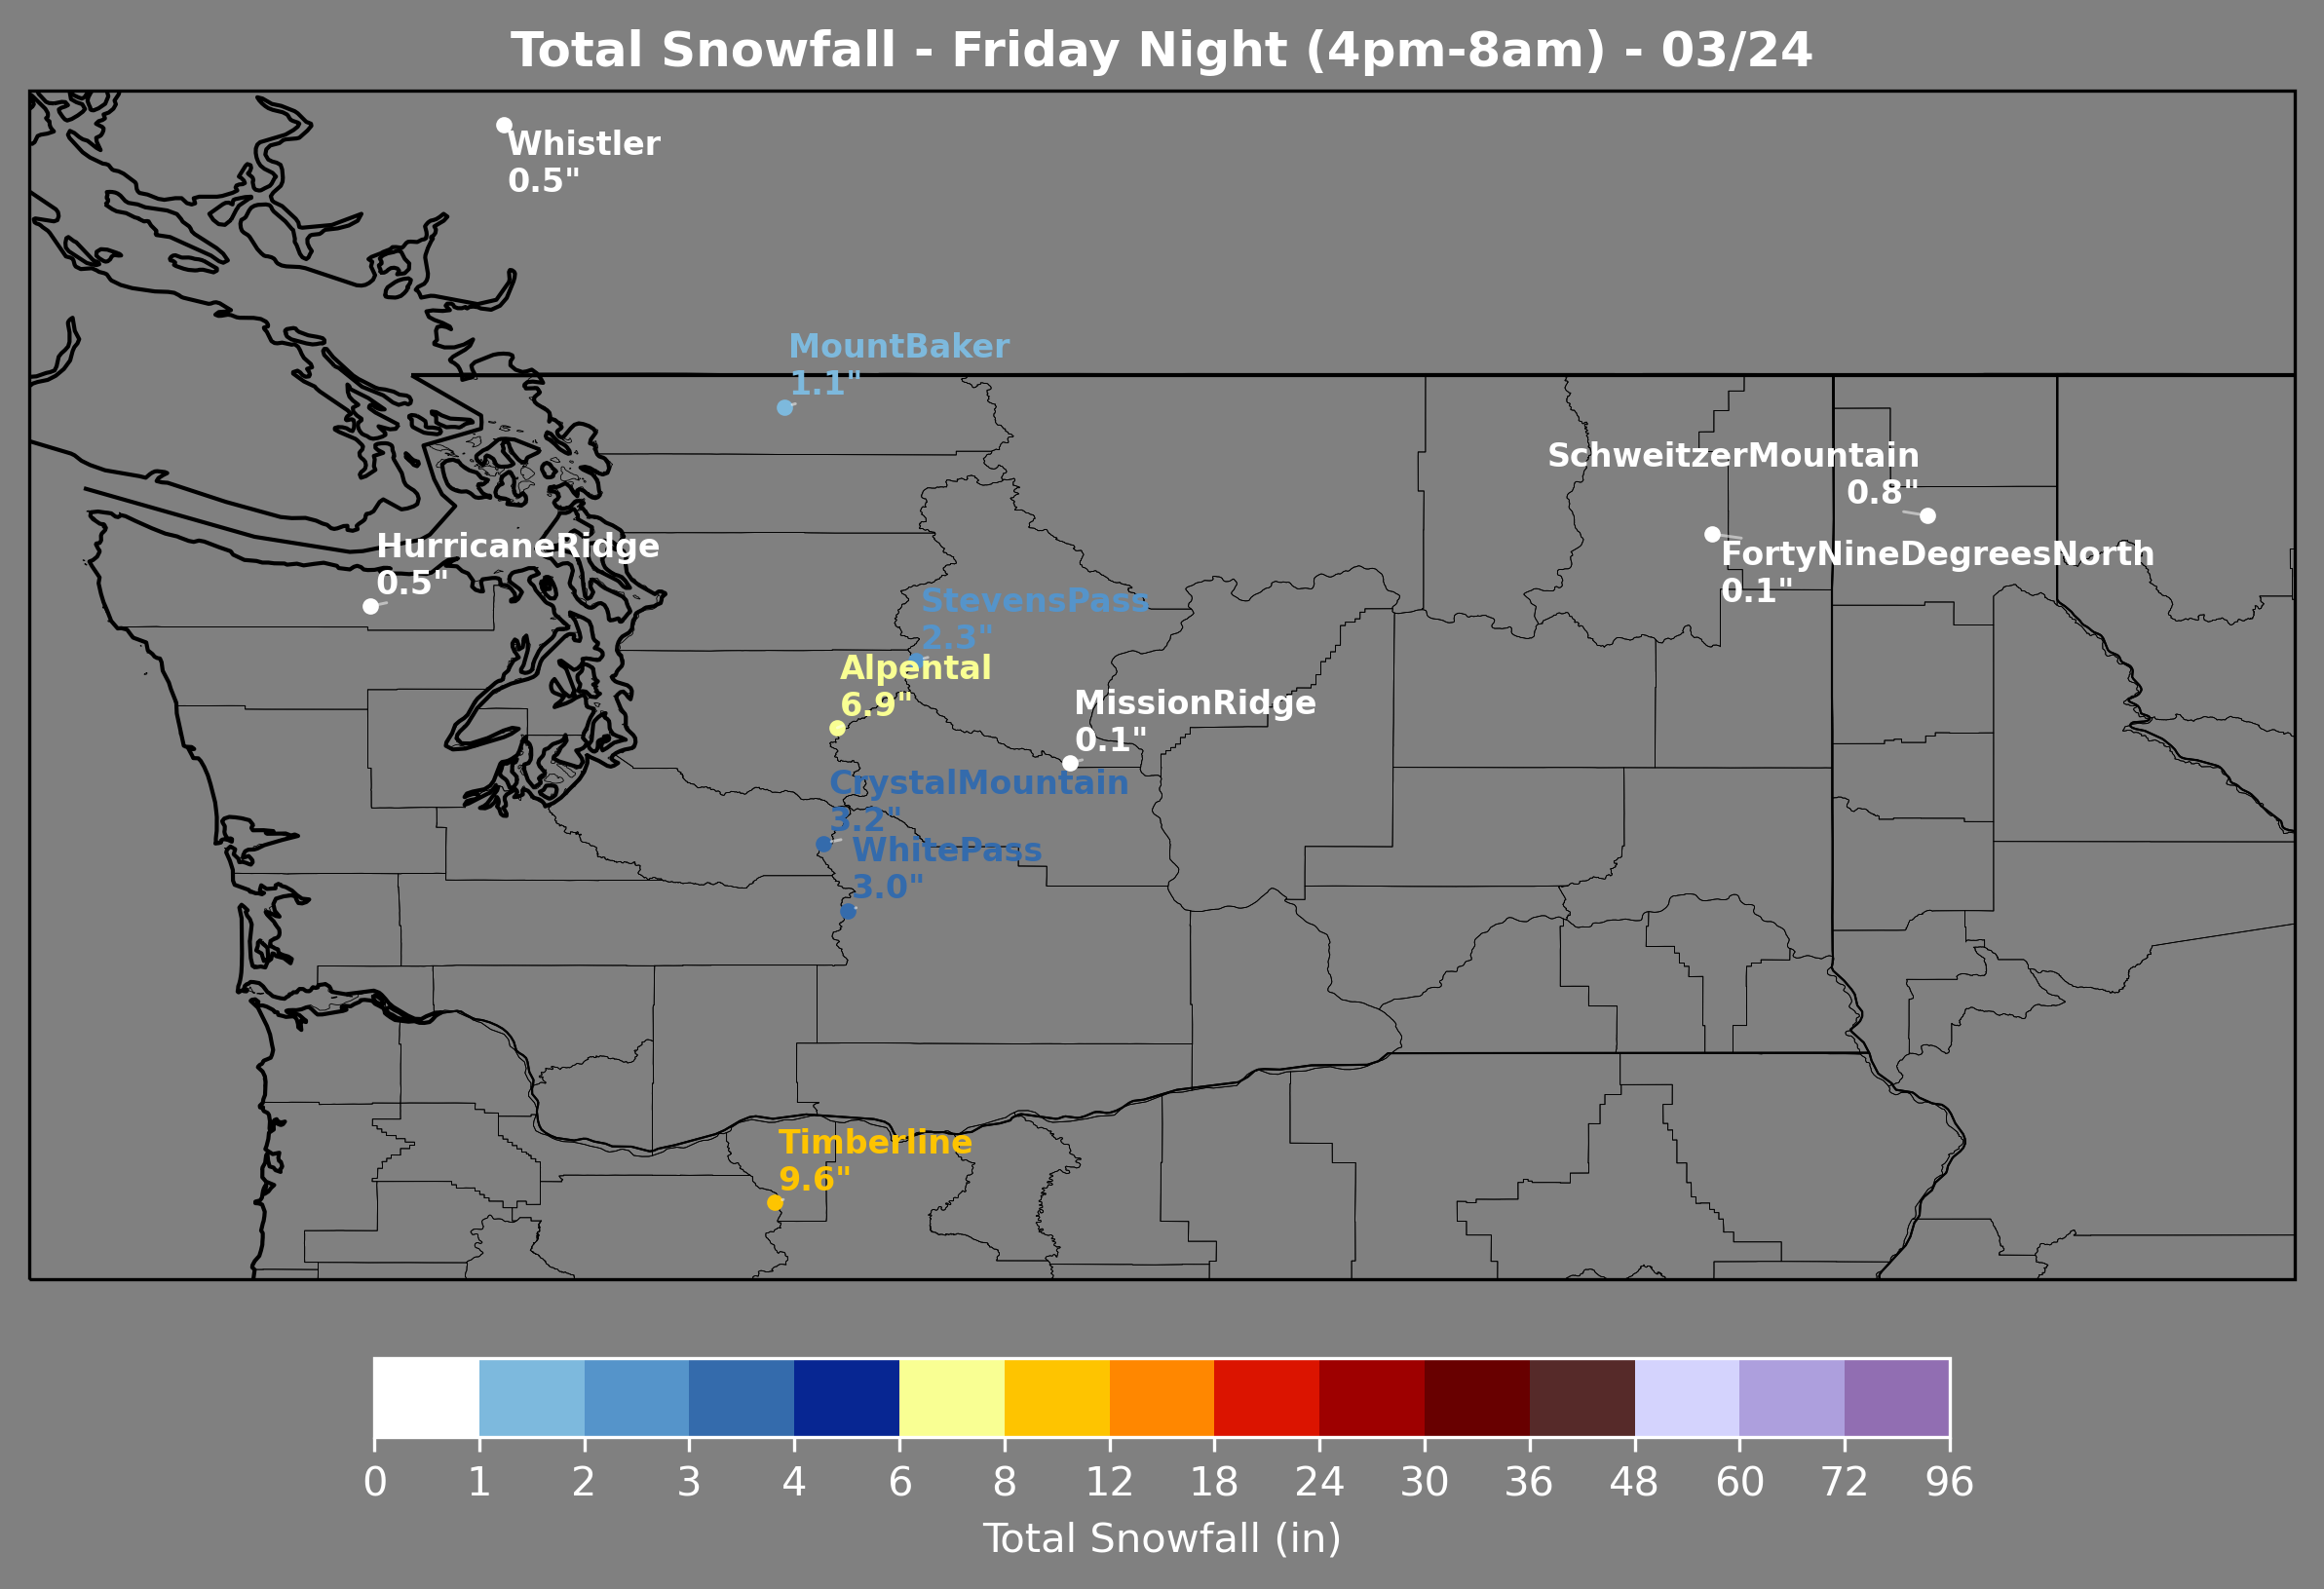 Total Snowfall - Friday Night (4pm-8am) - 03/24
Whistler
0.5"
MountBaker
1.1"
SchweitzerMountain
0.8"
HurricaneRidge
0.5"
FortyNineDegreesNorth
0.1"
StevensPass
2.3"
Alpental
6.9"
MissionRidge
0.1"
CrystalMountain
3.2"
WhitePass
3.0"
Timberline
9.6"
0 1 2 3 4 6 8 12 18 24 30 36 48 60 72 96
Total Snowfall (in)